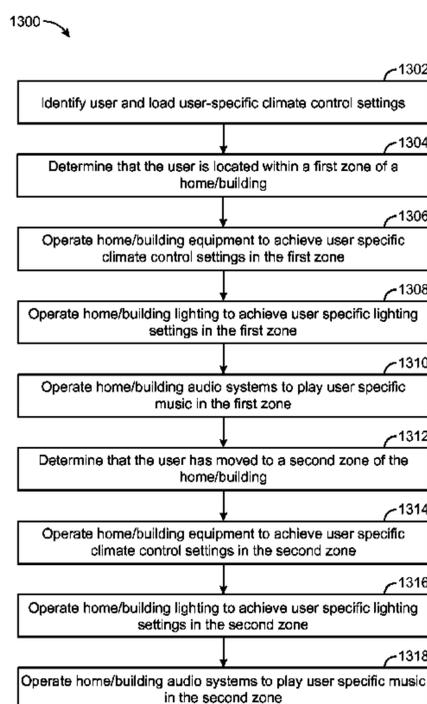 1300
1302
Identify user and load user-specific climate control settings
1304
Determine that the user is located within a first zone of a
home/building
1306
Operate home/building equipment to achieve user specific
climate control settings in the first zone
1308
Operate home/building lighting to achieve user specific lighting
settings in the first zone
1310
Operate home/building audio systems to play user specific
music in the first zone
1312
Determine that the user has moved to a second zone of the
home/building
1314
Operate home/building equipment to achieve user specific
climate control settings in the second zone
1316
Operate home/building lighting to achieve user specific lighting
settings in the second zone
1318
Operate home/building audio systems to play user specific music
in the second zone